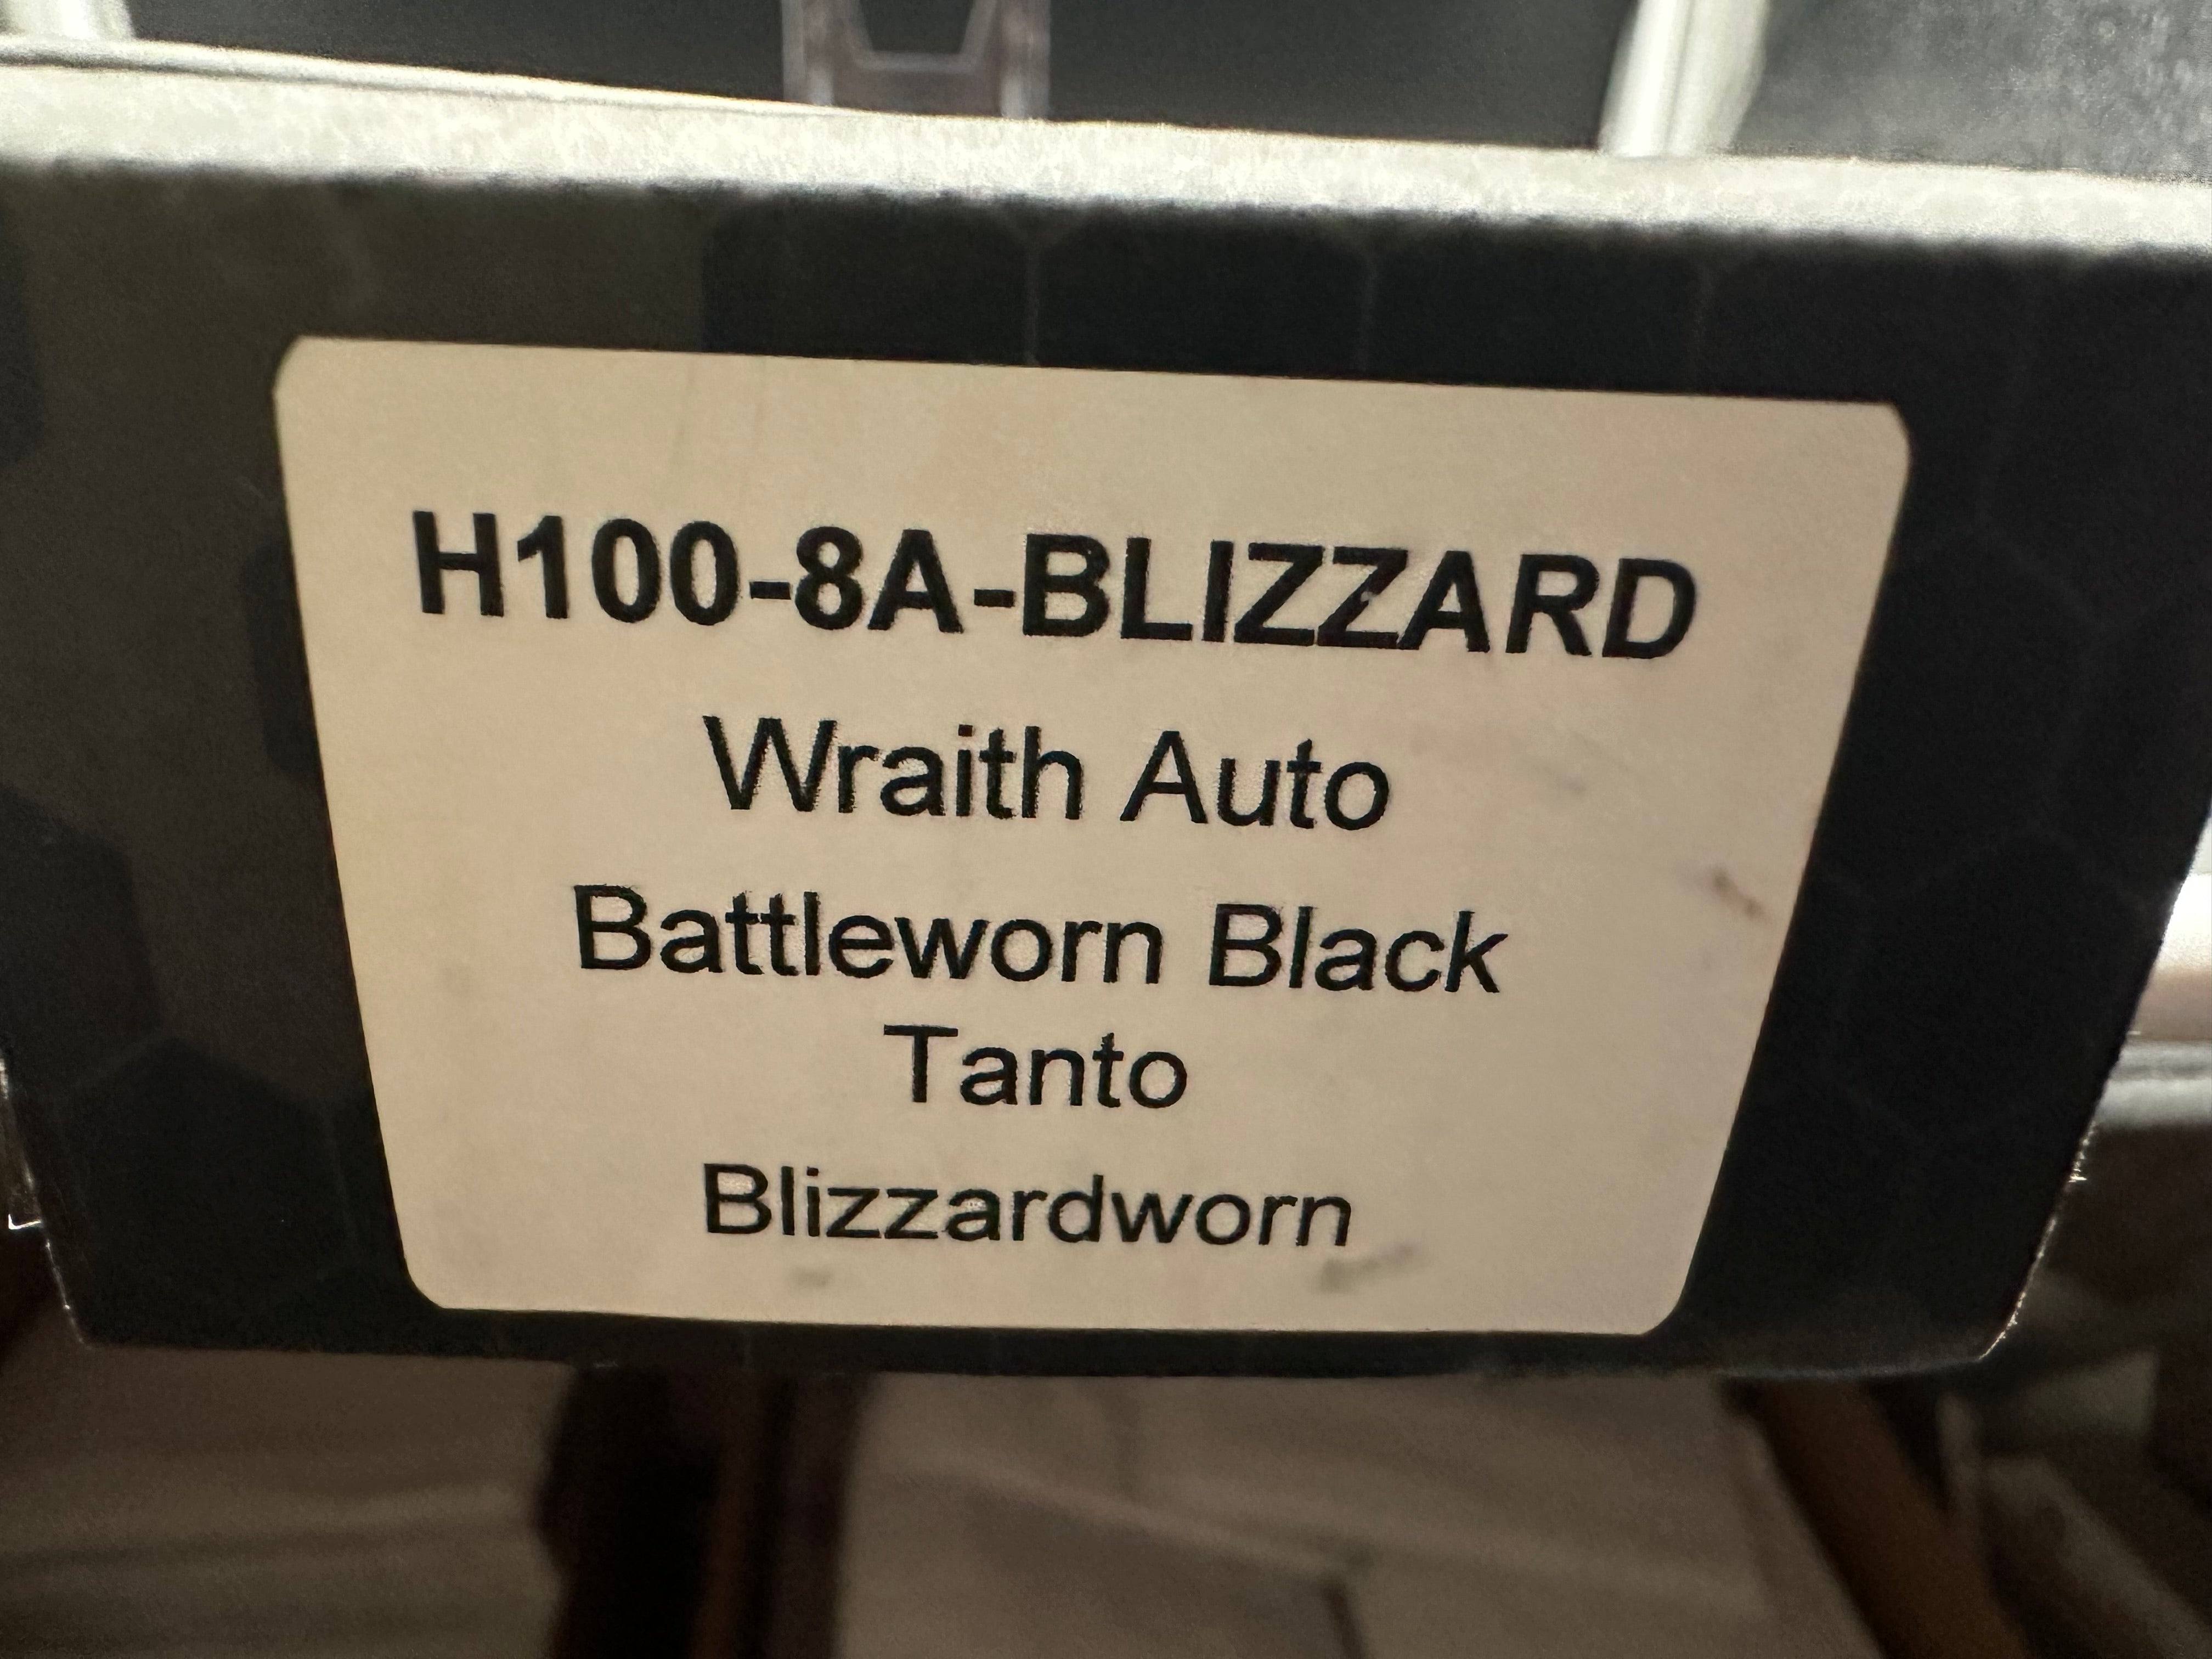 H100-8A-BLIZZARD
Wraith Auto
Battleworn Black
Tanto
Blizzardworn